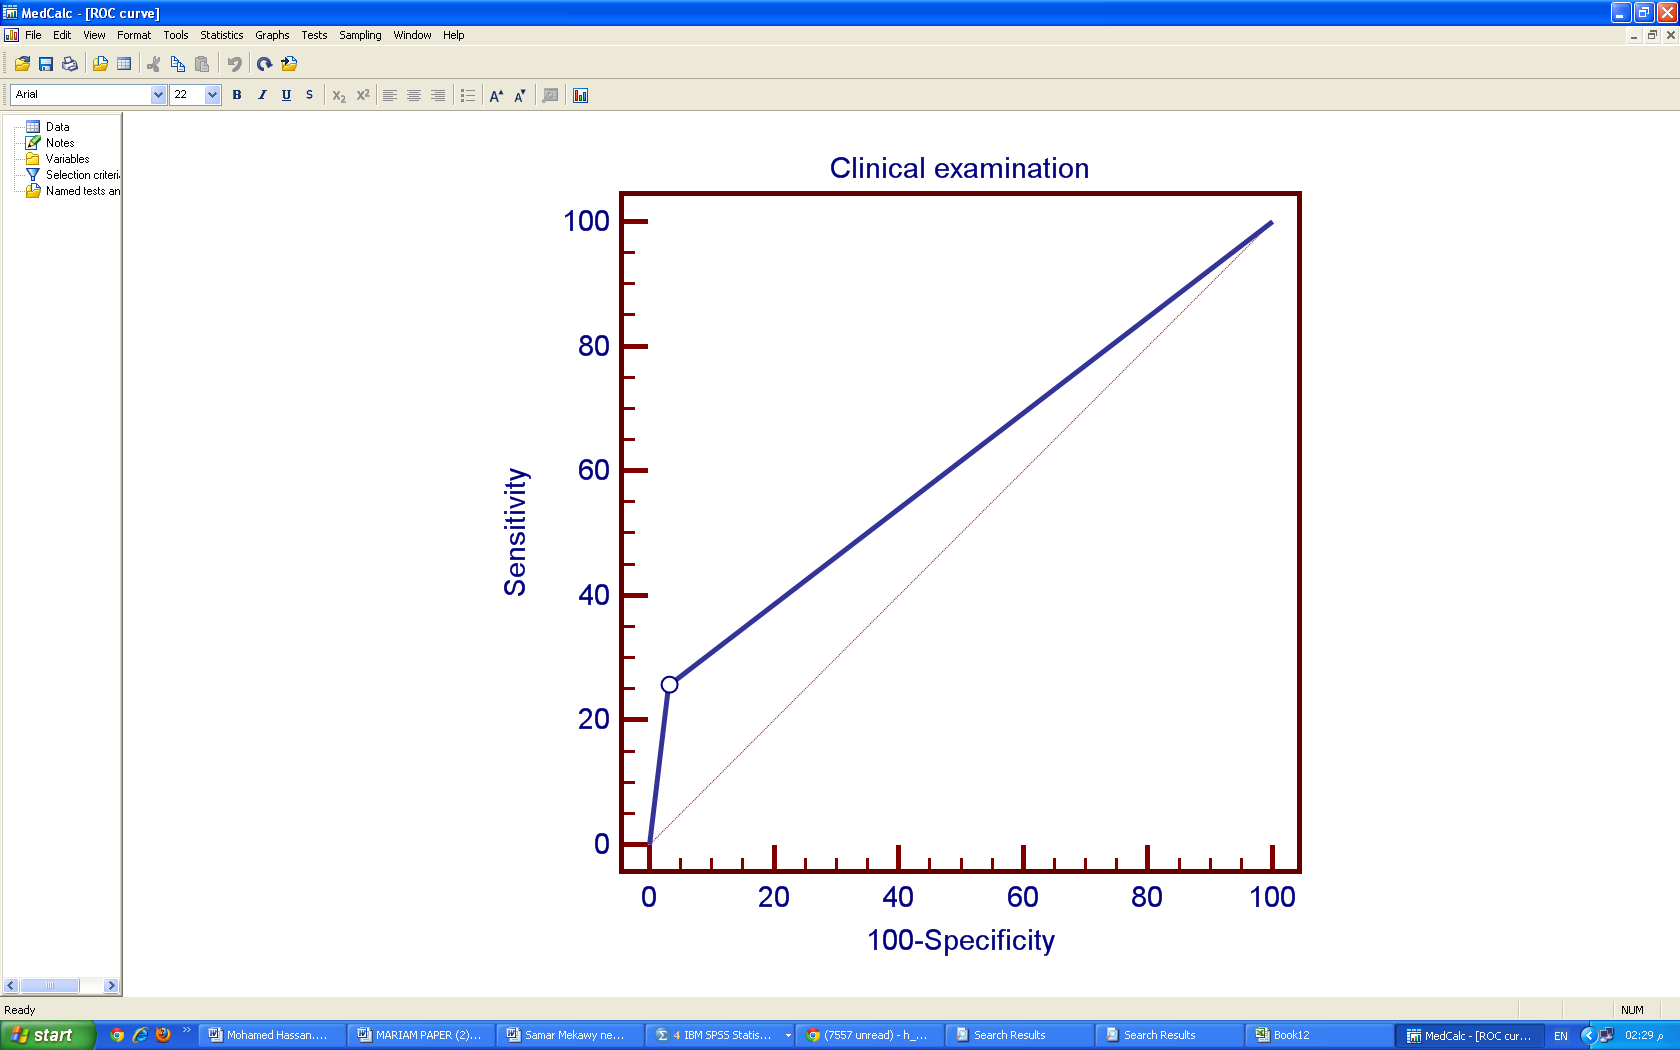 MedCalc - [ROC curve]
File Edit View Format Tools Statistics Graphs Tests Sampling Window Help
Arial 22 B I U S X2 X² A A
Data
Notes
Variables
Selection criteri
Named tests an
Clinical examination
100
80
60
40
20
0
Sensitivity
0 20 40 60 80 100
100-Specificity
Ready NUM
start Mohamed Hassan.... MARIAM PAPER (2)... Samar Mekawy ne... 4 IBM SPSS Statis... (7557 unread) - h_... Search Results Search Results Book12 MedCalc - [ROC cur... EN 02:29 م